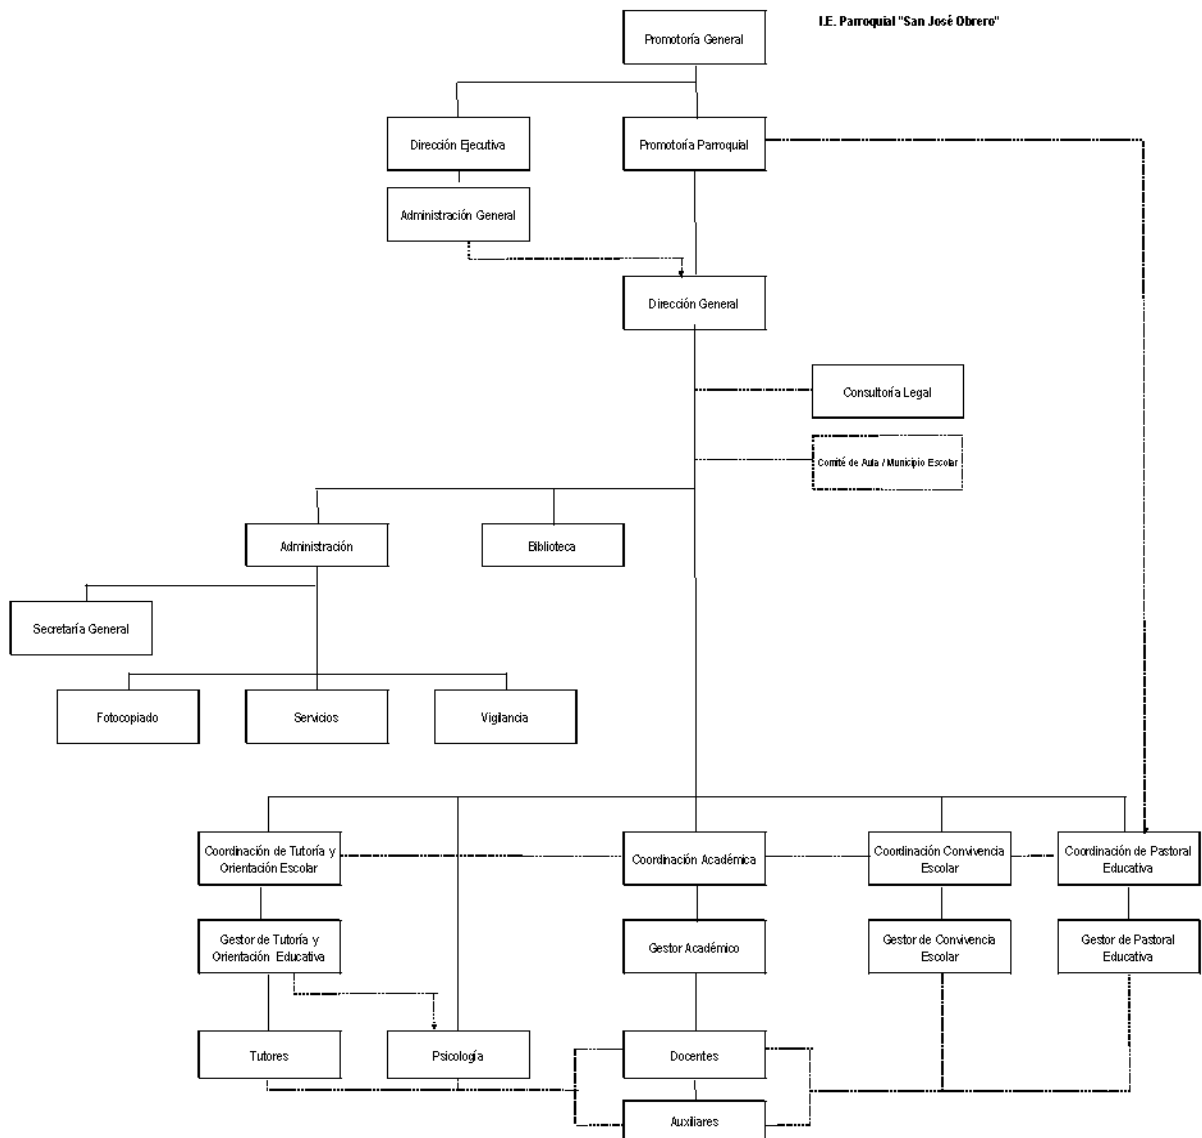 I.E. Parroquial "San José Obrero"
Promotoría General
Dirección Ejecutiva
Promotoría Parroquial
Administración General
Dirección General
Consultoría Legal
Comité de Aula / Municipio Escolar
Administración
Biblioteca
Secretaría General
Fotocopiado
Servicios
Vigilancia
Coordinación de Tutoría y
Orientación Escolar
Coordinación Académica
Coordinación Convivencia
Escolar
Coordinación de Pastoral
Educativa
Gestor de Tutoría y
Orientación Educativa
Gestor Académico
Gestor de Convivencia
Escolar
Gestor de Pastoral
Educativa
Tutores
Psicología
Docentes
Auxiliares